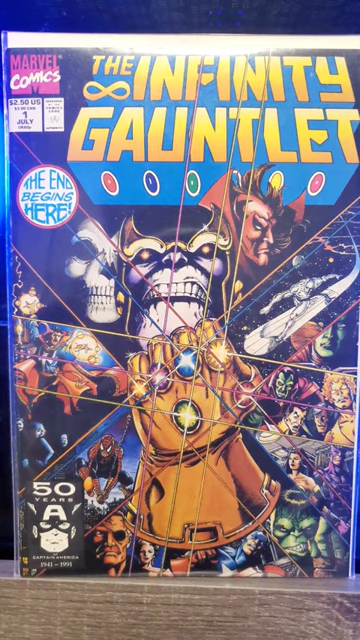 MARVEL
COMICS
$2.50 US
1
JULY
THE INFINITY
GAUNTLET
THE END
BEGINS
HERE!
50
YEARS
A
CAPTAIN AMERICA
1941-1991